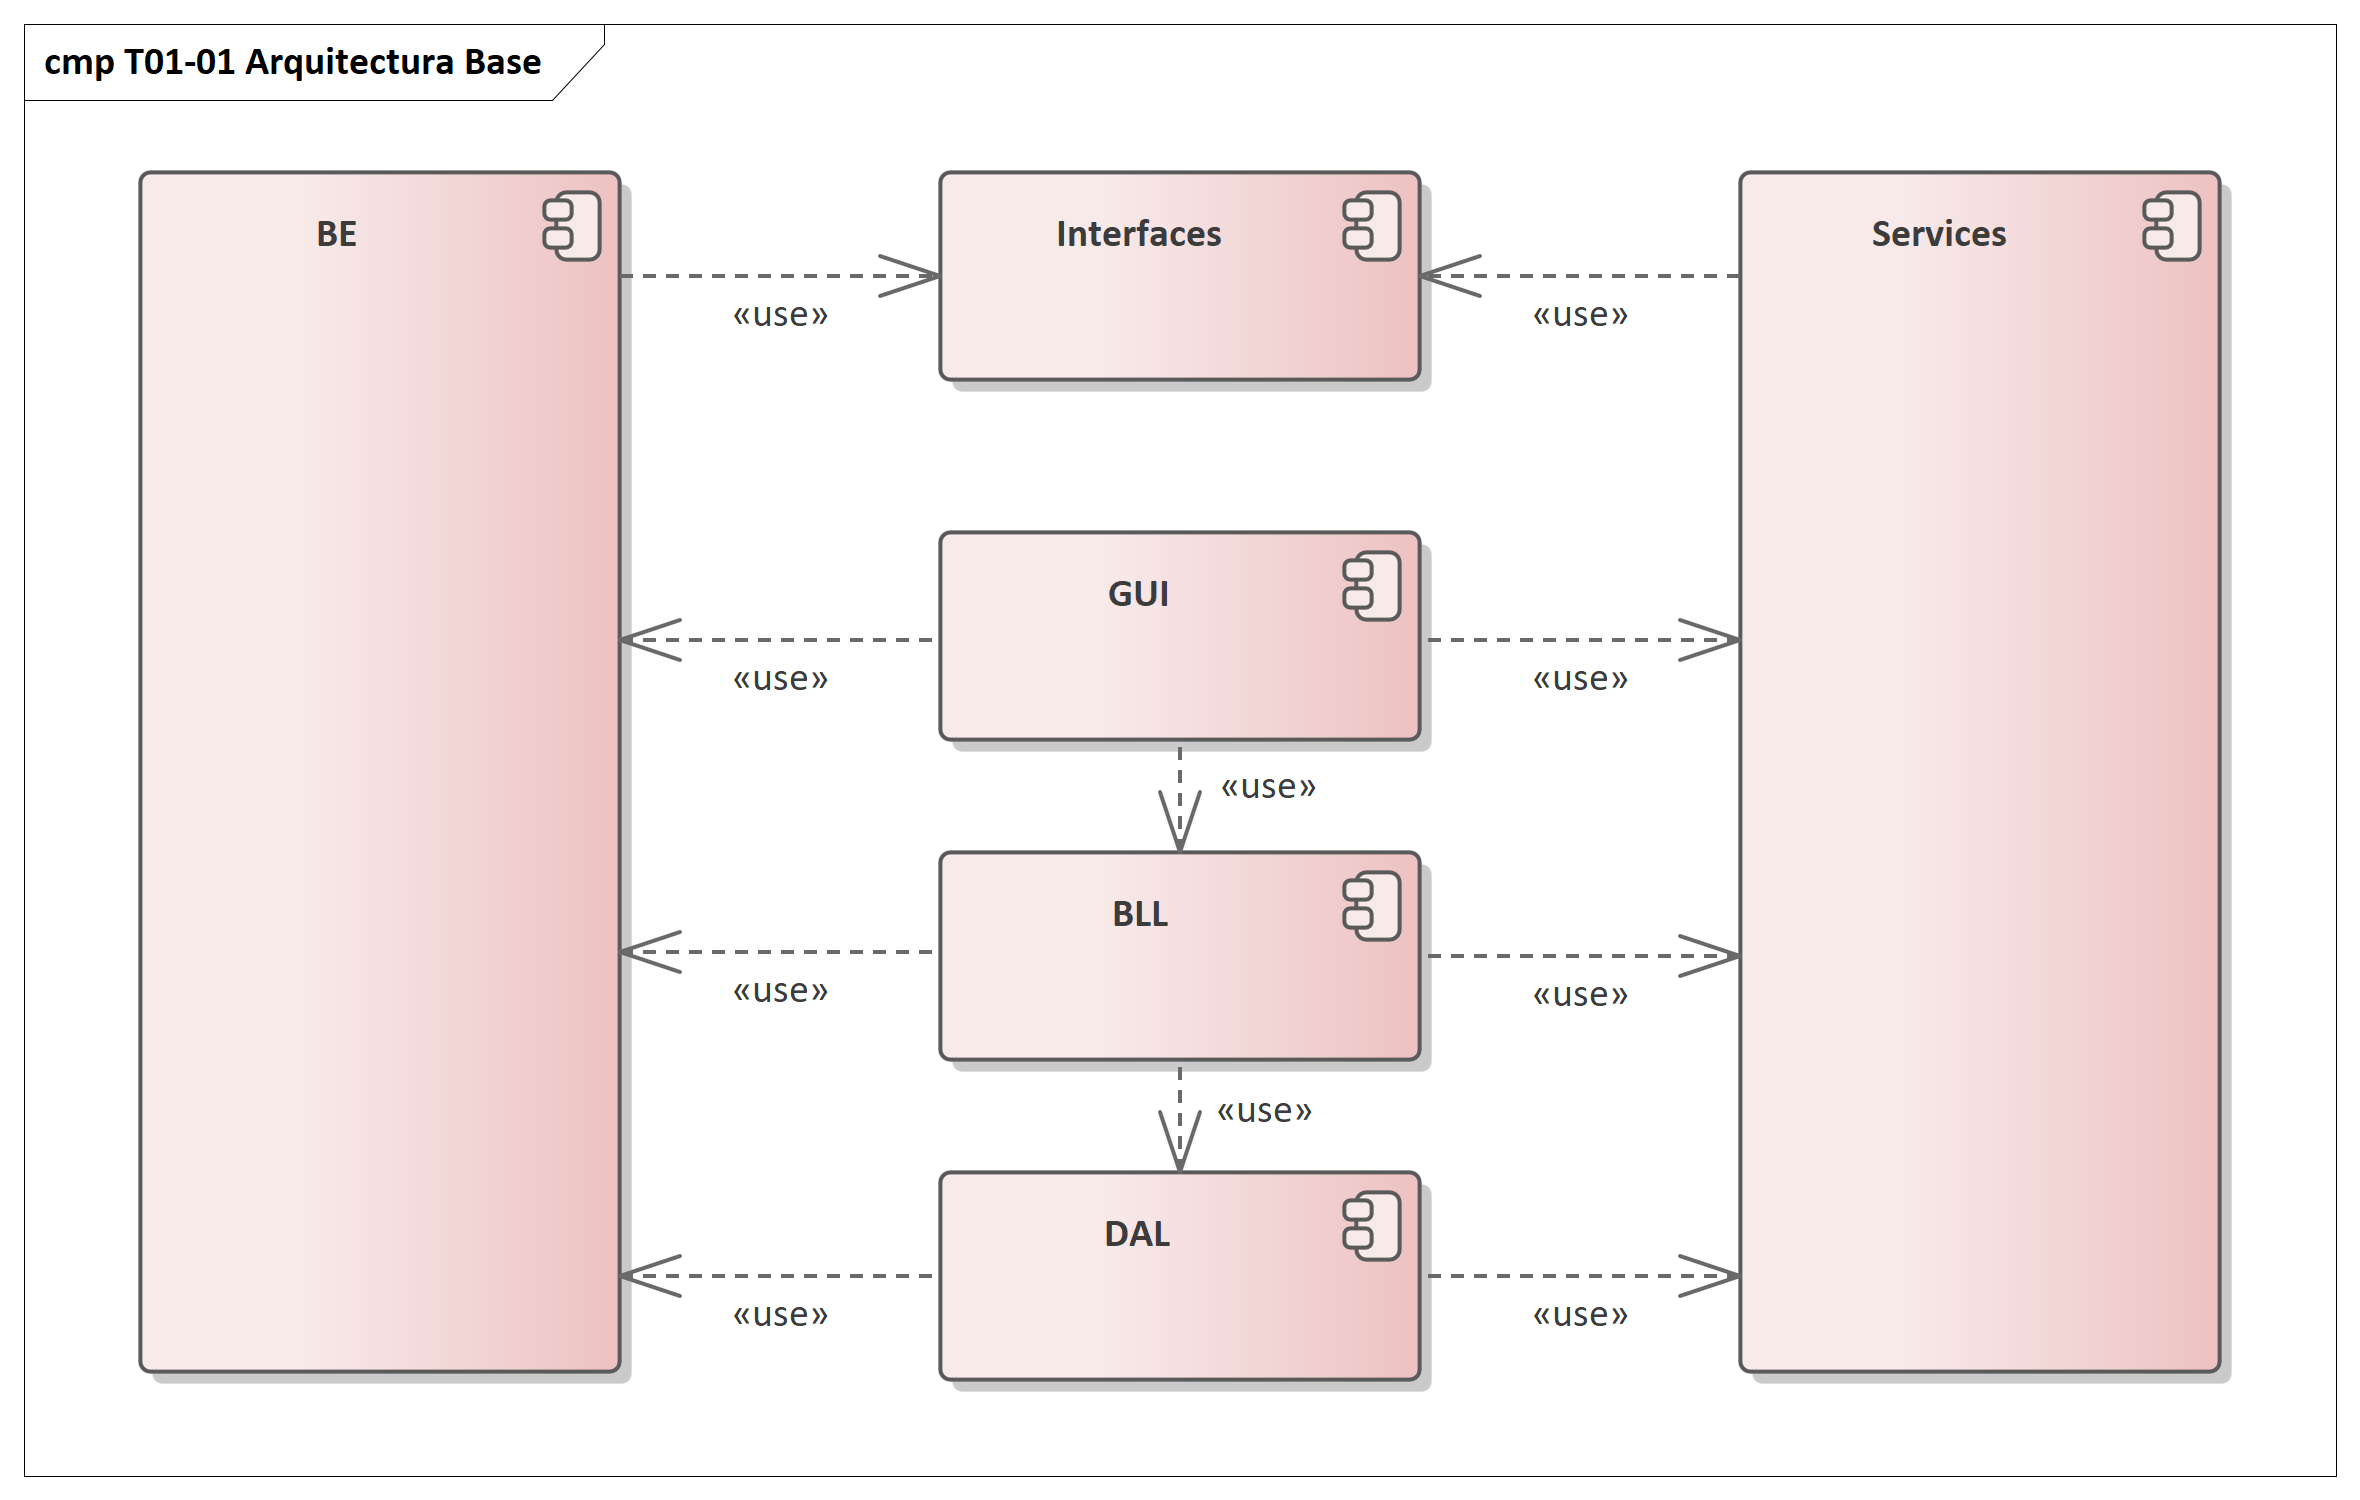 cmp T01-01 Arquitectura Base
BE
Interfaces
Services
«use»
«use»
GUI
«use»
«use»
«use»
BLL
«use»
«use»
«use»
DAL
«use»
«use»